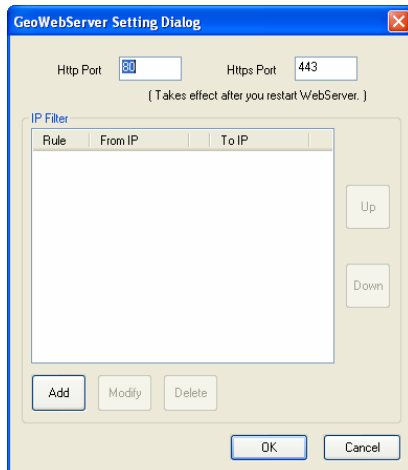 GeoWebServer Setting Dialog
Http Port 80 Https Port 443
( Takes effect after you restart WebServer. )
IP Filter
Rule From IP To IP
Up
Down
Add Modify Delete
OK Cancel